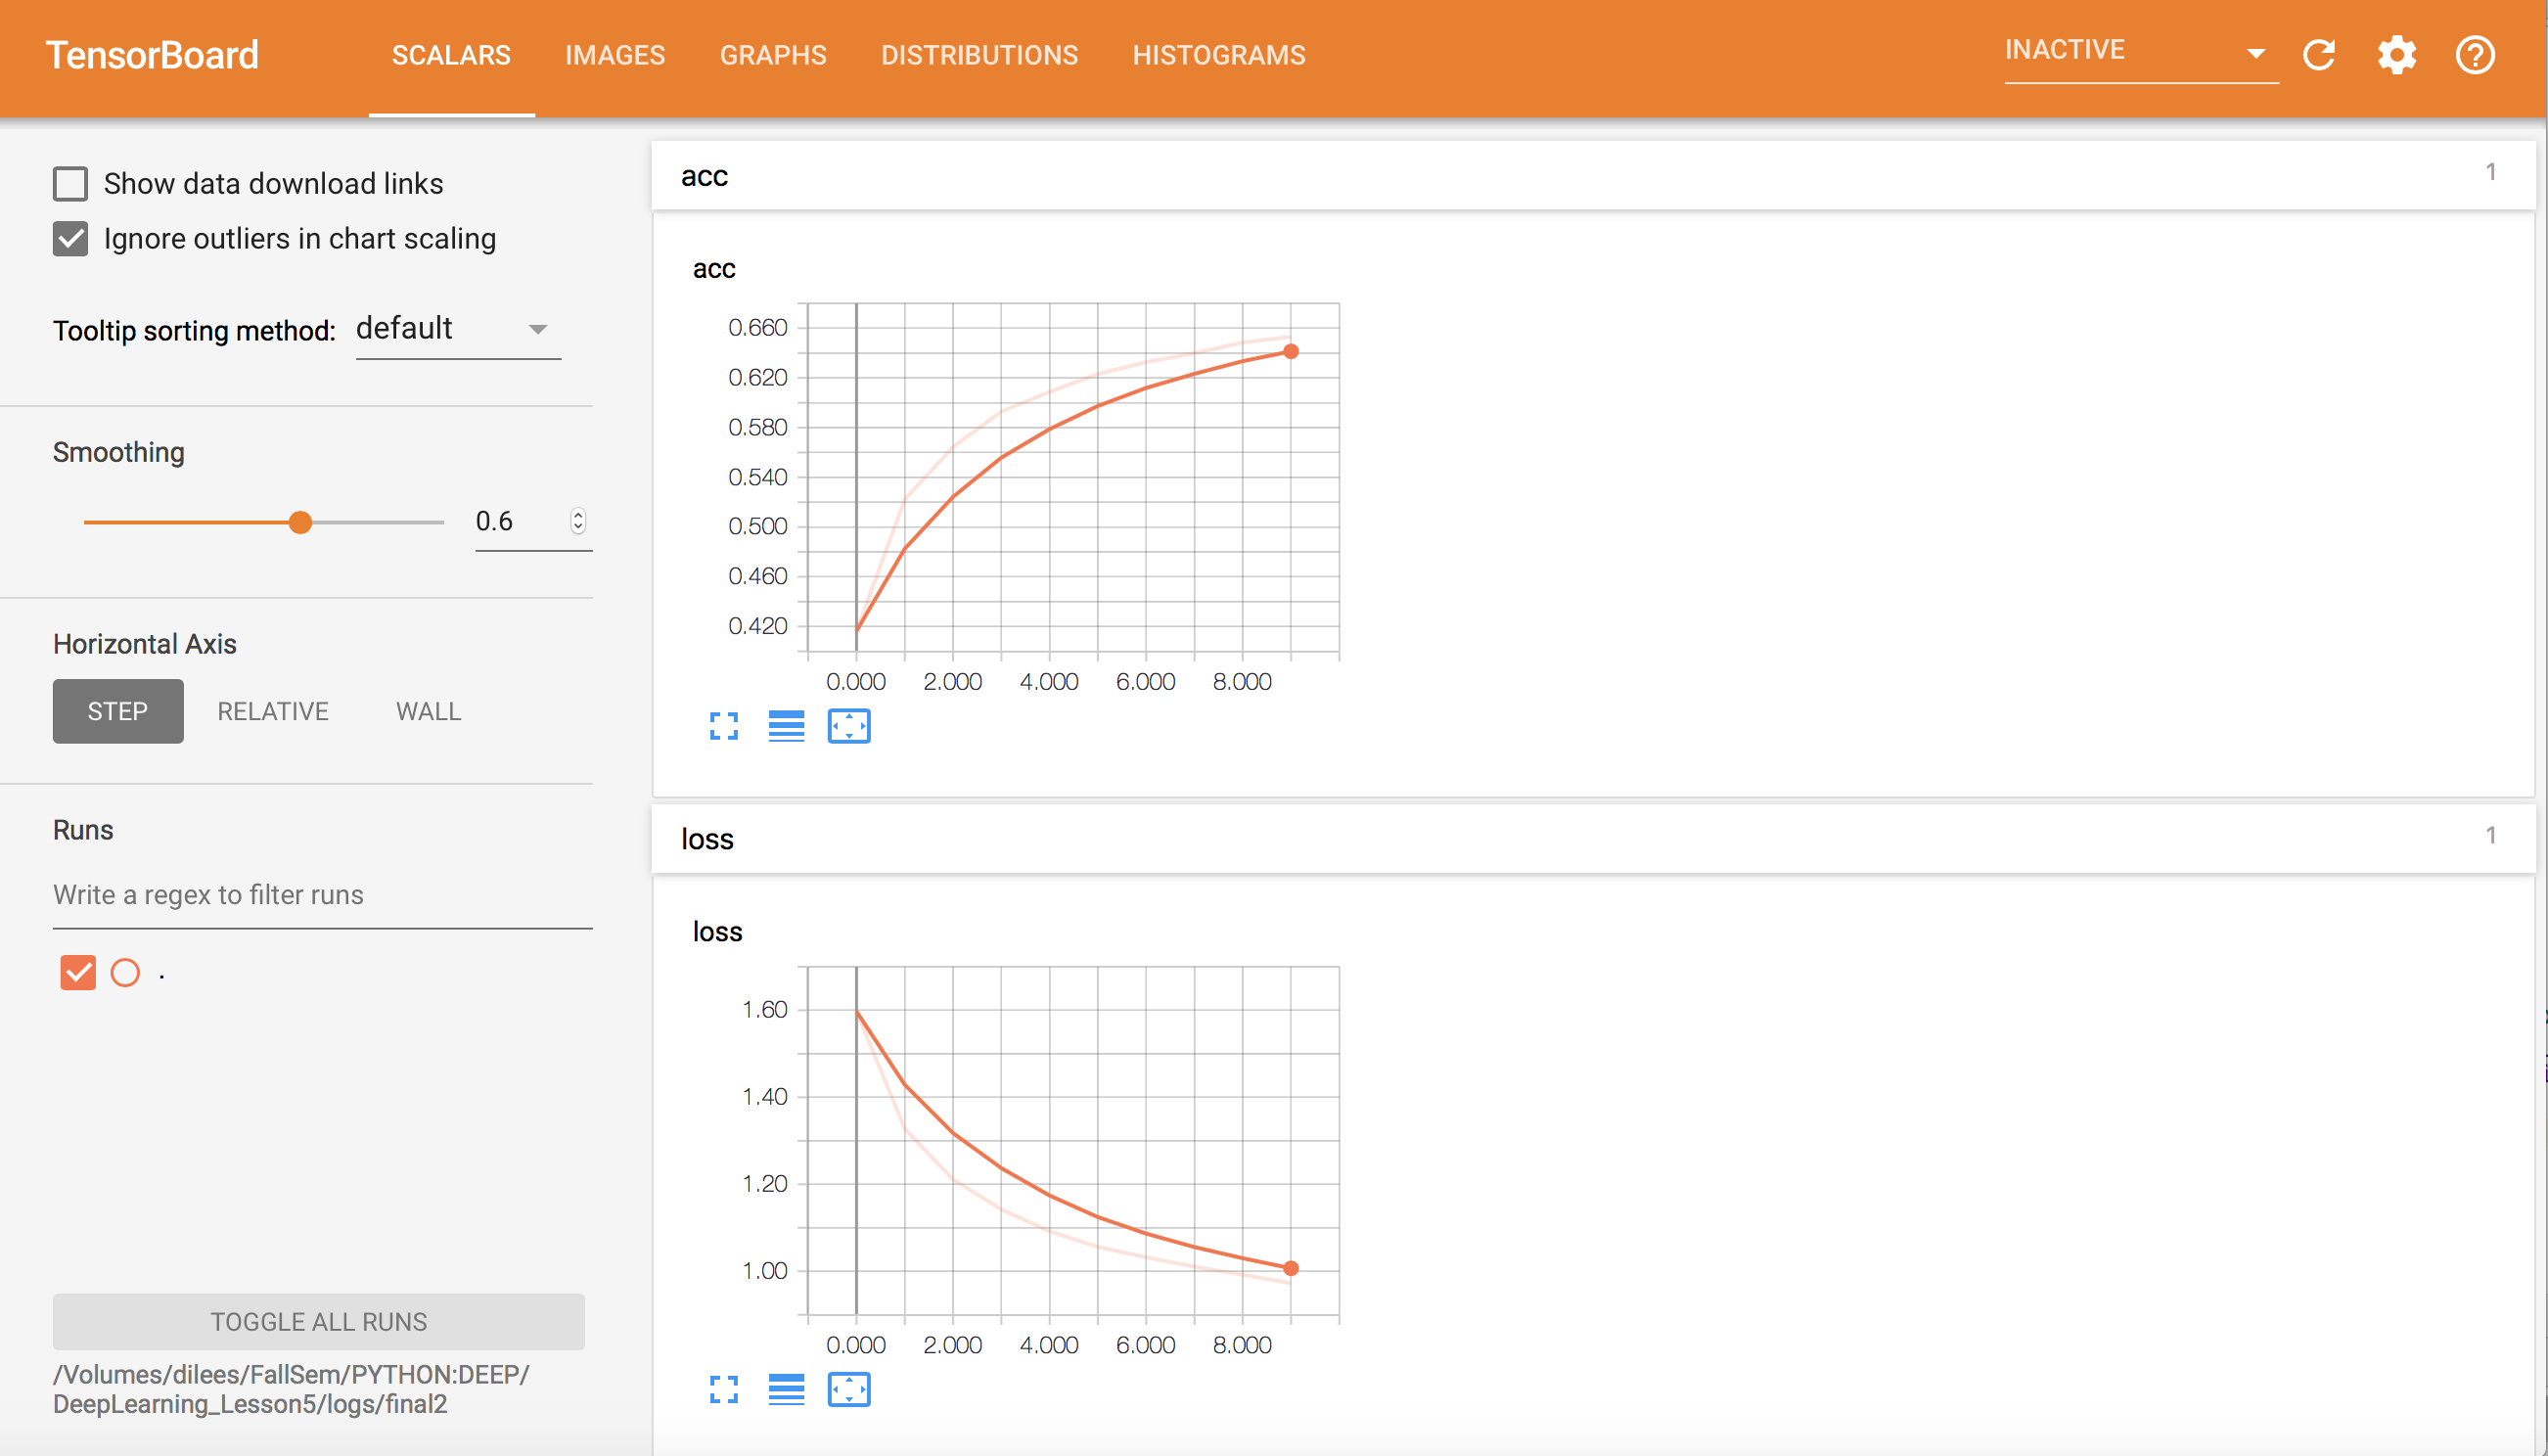 TensorBoard
SCALARS IMAGES GRAPHS DISTRIBUTIONS HISTOGRAMS
INACTIVE
Show data download links
Ignore outliers in chart scaling
Tooltip sorting method: default
Smoothing
0.6
Horizontal Axis
STEP RELATIVE WALL
Runs
Write a regex to filter runs
.
TOGGLE ALL RUNS
/Volumes/dilees/FallSem/PYTHON:DEEP/
DeepLearning_Lesson5/logs/final2
acc 1
acc
0.660
0.620
0.580
0.540
0.500
0.460
0.420
0.000 2.000 4.000 6.000 8.000
loss 1
loss
1.60
1.40
1.20
1.00
0.000 2.000 4.000 6.000 8.000